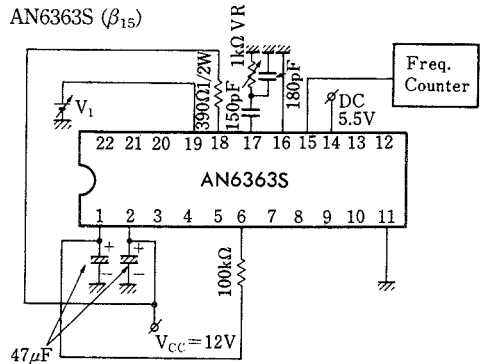 AN6363S (β15)
390Ω1/2W
150pF
1kΩVR
180pF
Freq.
Counter
V1
DC
5.5V
22 21 20 19 18 17 16 15 14 13 12
AN6363S
1 2 3 4 5 6 7 8 9 10 11
+ +
− −
100kΩ
47μF
VCC=12V